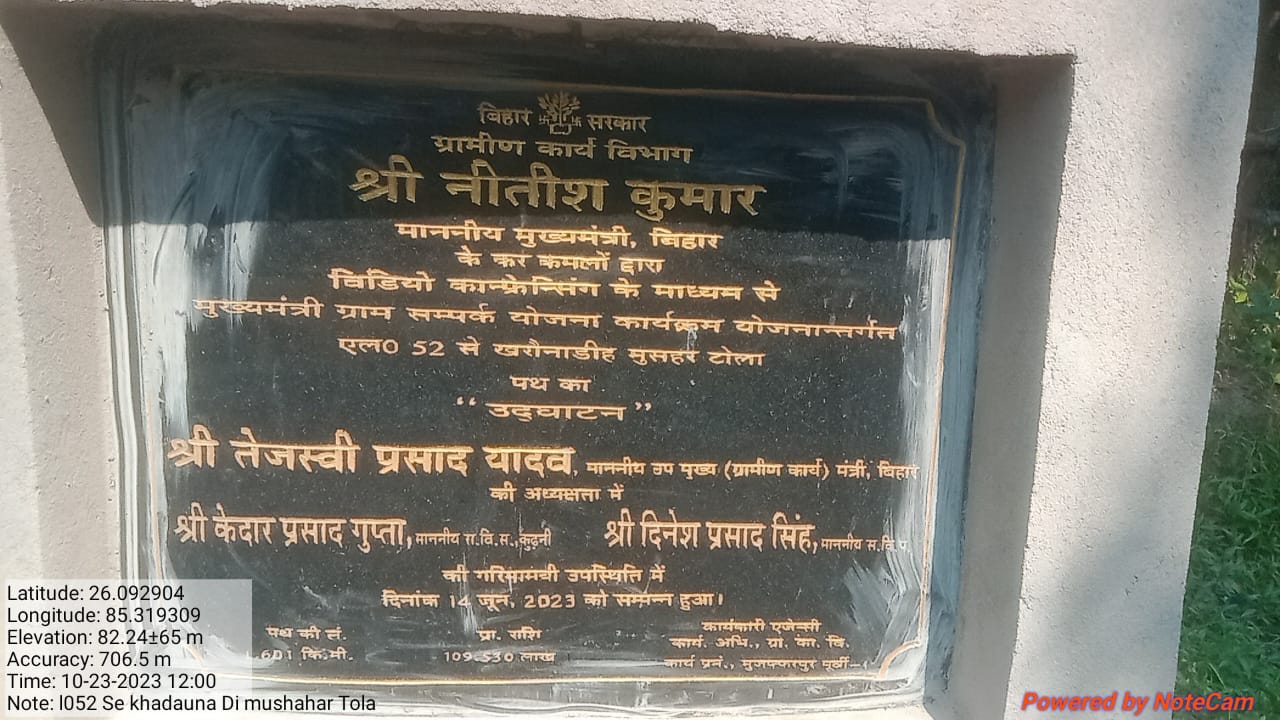 बिहार सरकार
ग्रामीण कार्य विभाग
श्री नीतीश कुमार
माननीय मुख्यमंत्री, बिहार
के कर कमलों द्वारा
विडियो कान्फ्रेन्सिंग के माध्यम से
मुख्यमंत्री ग्राम सम्पर्क योजना कार्यक्रम योजनान्तर्गत
एल0 52 से खरौनाडीह मुसहर टोला
पथ का
“उद्घाटन”
श्री तेजस्वी प्रसाद यादव, माननीय उप मुख्य (ग्रामीण कार्य) मंत्री, बिहार
की अध्यक्षता में
श्री केदार प्रसाद गुप्ता, माननीय स.वि.स., कुढ़नी श्री दिनेश प्रसाद सिंह, माननीय स.वि.प.
की गरिमामयी उपस्थिति में
दिनांक 14 जून, 2023 को सम्पन्न हुआ।
पथ की लं. प्रा. राशि कार्यकारी एजेन्सी
कि.मी. 109.530 लाख कार्य. अभि., ग्रा. का. वि.
कार्य प्रमं., मुजफ्फरपुर पूर्वी-1
Latitude: 26.092904
Longitude: 85.319309
Elevation: 82.24±65 m
Accuracy: 706.5 m
Time: 10-23-2023 12:00
Note: l052 Se khadauna Di mushahar Tola
Powered by NoteCam